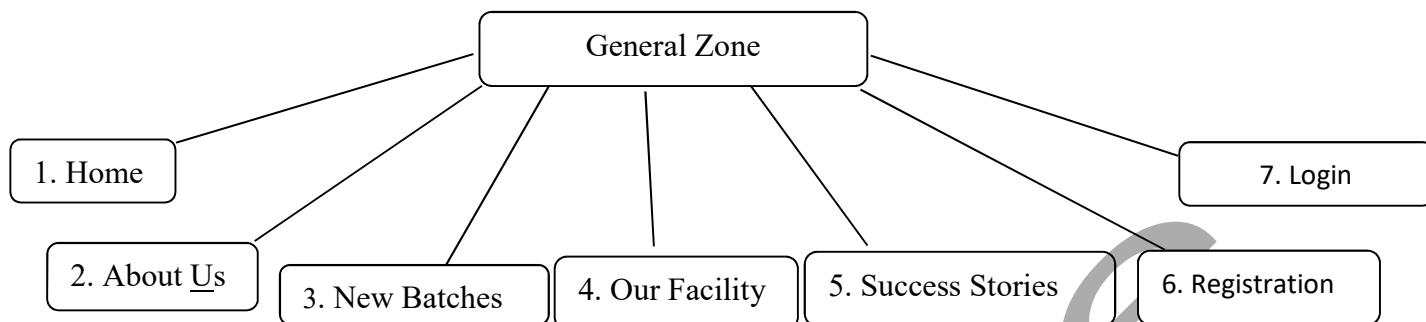 General Zone
1. Home
2. About Us
3. New Batches
4. Our Facility
5. Success Stories
6. Registration
7. Login